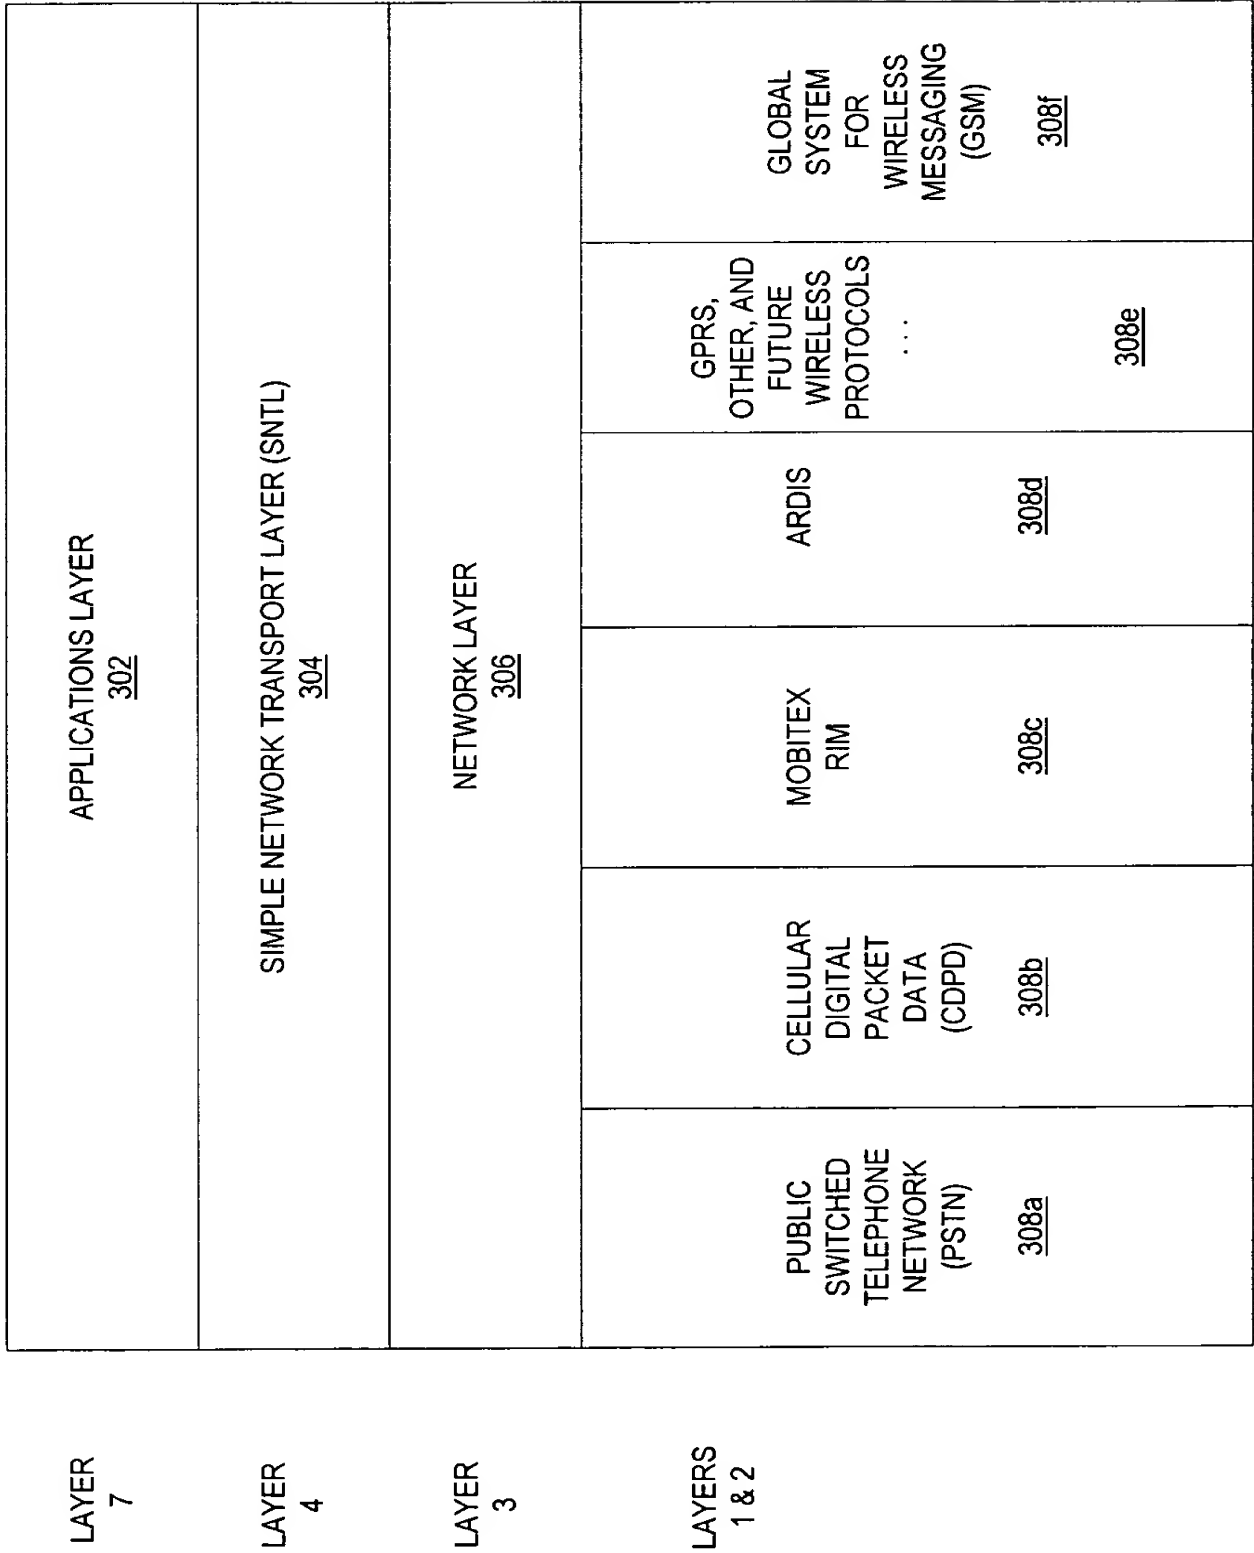 LAYER
7
APPLICATIONS LAYER
302
LAYER
4
SIMPLE NETWORK TRANSPORT LAYER (SNTL)
304
LAYER
3
NETWORK LAYER
306
LAYERS
1 & 2
PUBLIC
SWITCHED
TELEPHONE
NETWORK
(PSTN)
308a
CELLULAR
DIGITAL
PACKET
DATA
(CDPD)
308b
MOBITEX
RIM
308c
ARDIS
308d
GPRS,
OTHER, AND
FUTURE
WIRELESS
PROTOCOLS
...
308e
GLOBAL
SYSTEM
FOR
WIRELESS
MESSAGING
(GSM)
308f